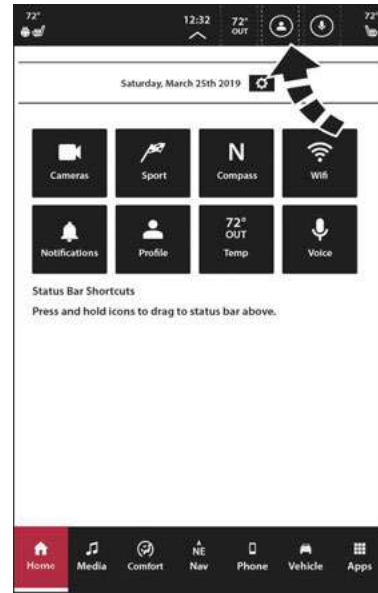 72° 12:32 72° OUT 72°
Saturday, March 25th 2019
Cameras Sport N Compass Wifi
Notifications Profile 72° OUT Temp Voice
Status Bar Shortcuts
Press and hold icons to drag to status bar above.
NE
Home Media Comfort Nav Phone Vehicle Apps